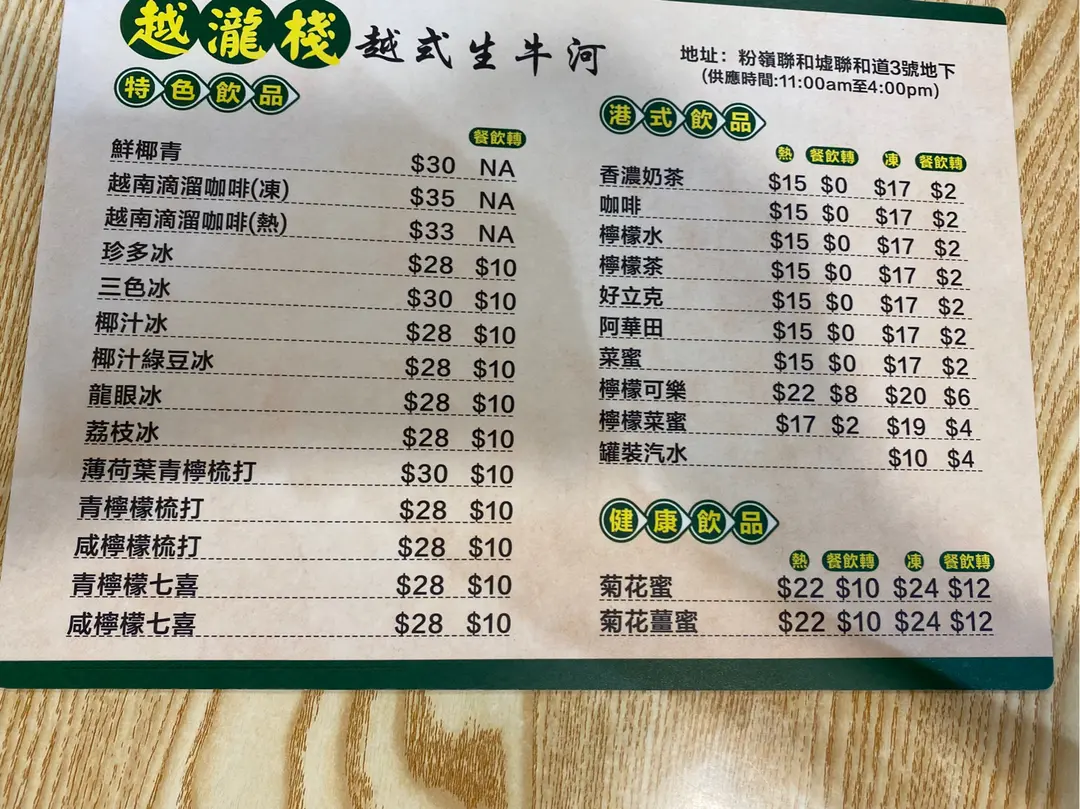 越瀧棧 越式生牛河
地址：粉嶺聯和墟聯和道3號地下
(供應時間:11:00am至4:00pm)
特色飲品
餐飲轉
鮮椰青 $30 NA
越南滴溜咖啡(凍) $35 NA
越南滴溜咖啡(熱) $33 NA
珍多冰 $28 $10
三色冰 $30 $10
椰汁冰 $28 $10
椰汁綠豆冰 $28 $10
龍眼冰 $28 $10
荔枝冰 $28 $10
薄荷葉青檸梳打 $30 $10
青檸檬梳打 $28 $10
咸檸檬梳打 $28 $10
青檸檬七喜 $28 $10
咸檸檬七喜 $28 $10
港式飲品
熱 餐飲轉 凍 餐飲轉
香濃奶茶 $15 $0 $17 $2
咖啡 $15 $0 $17 $2
檸檬水 $15 $0 $17 $2
檸檬茶 $15 $0 $17 $2
好立克 $15 $0 $17 $2
阿華田 $15 $0 $17 $2
菜蜜 $15 $0 $17 $2
檸檬可樂 $22 $8 $20 $6
檸檬菜蜜 $17 $2 $19 $4
罐裝汽水 $10 $4
健康飲品
熱 餐飲轉 凍 餐飲轉
菊花蜜 $22 $10 $24 $12
菊花薑蜜 $22 $10 $24 $12